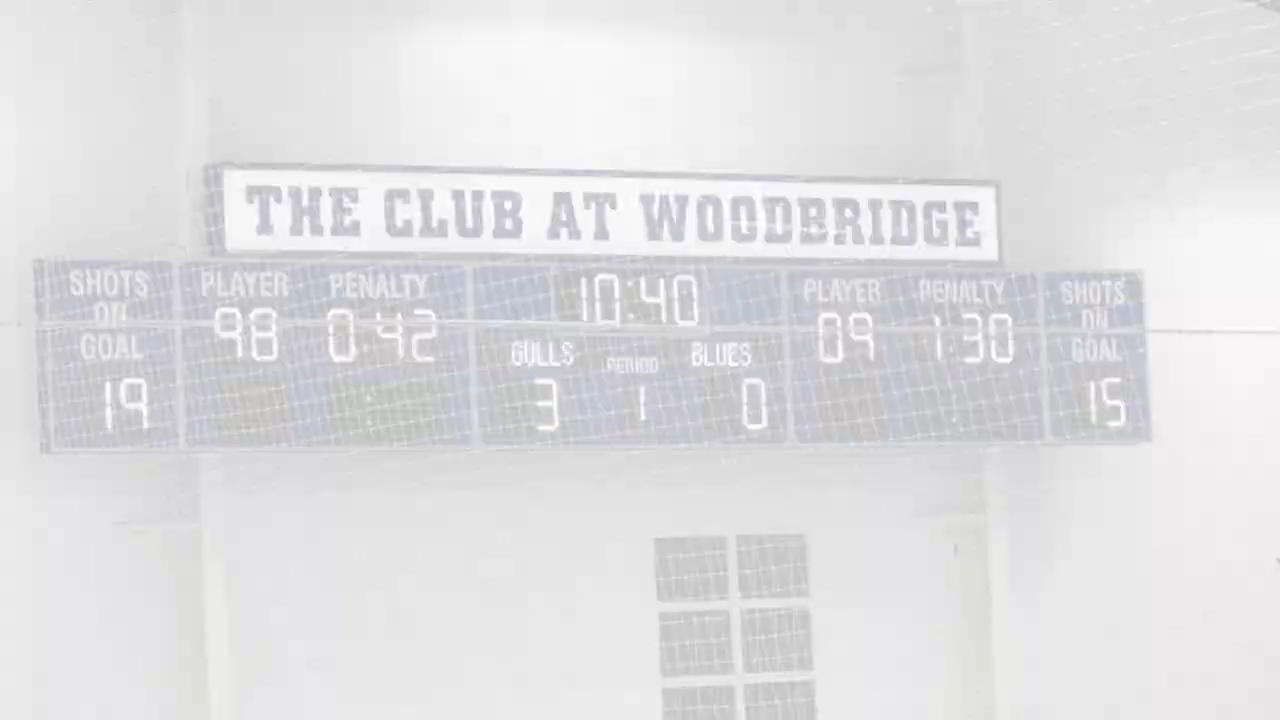 THE CLUB AT WOODBRIDGE
SHOTS ON GOAL
19
PLAYER PENALTY
98 0:42
10:40
GULLS PERIOD BLUES
3 1 0
PLAYER PENALTY
09 1:30
SHOTS ON GOAL
15